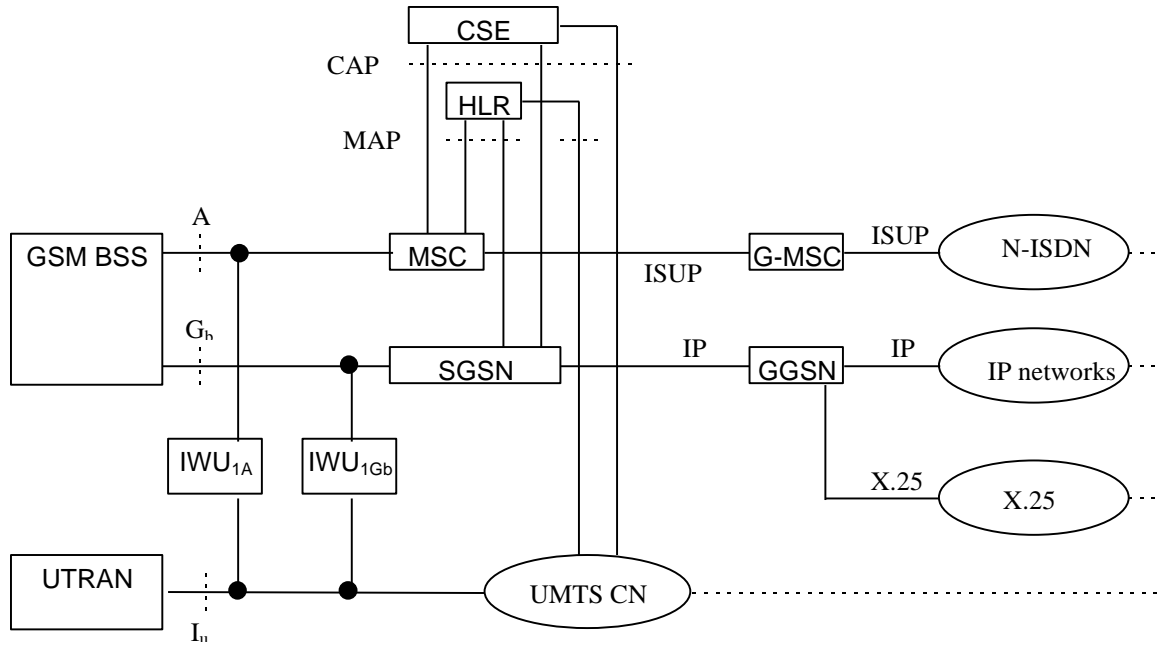 CSE
CAP
HLR
MAP
A
ISUP
GSM BSS
MSC
G-MSC
N-ISDN
ISUP
Gb
IP
IP
SGSN
GGSN
IP networks
IWU1A
IWU1Gb
X.25
X.25
UTRAN
UMTS CN
Iu